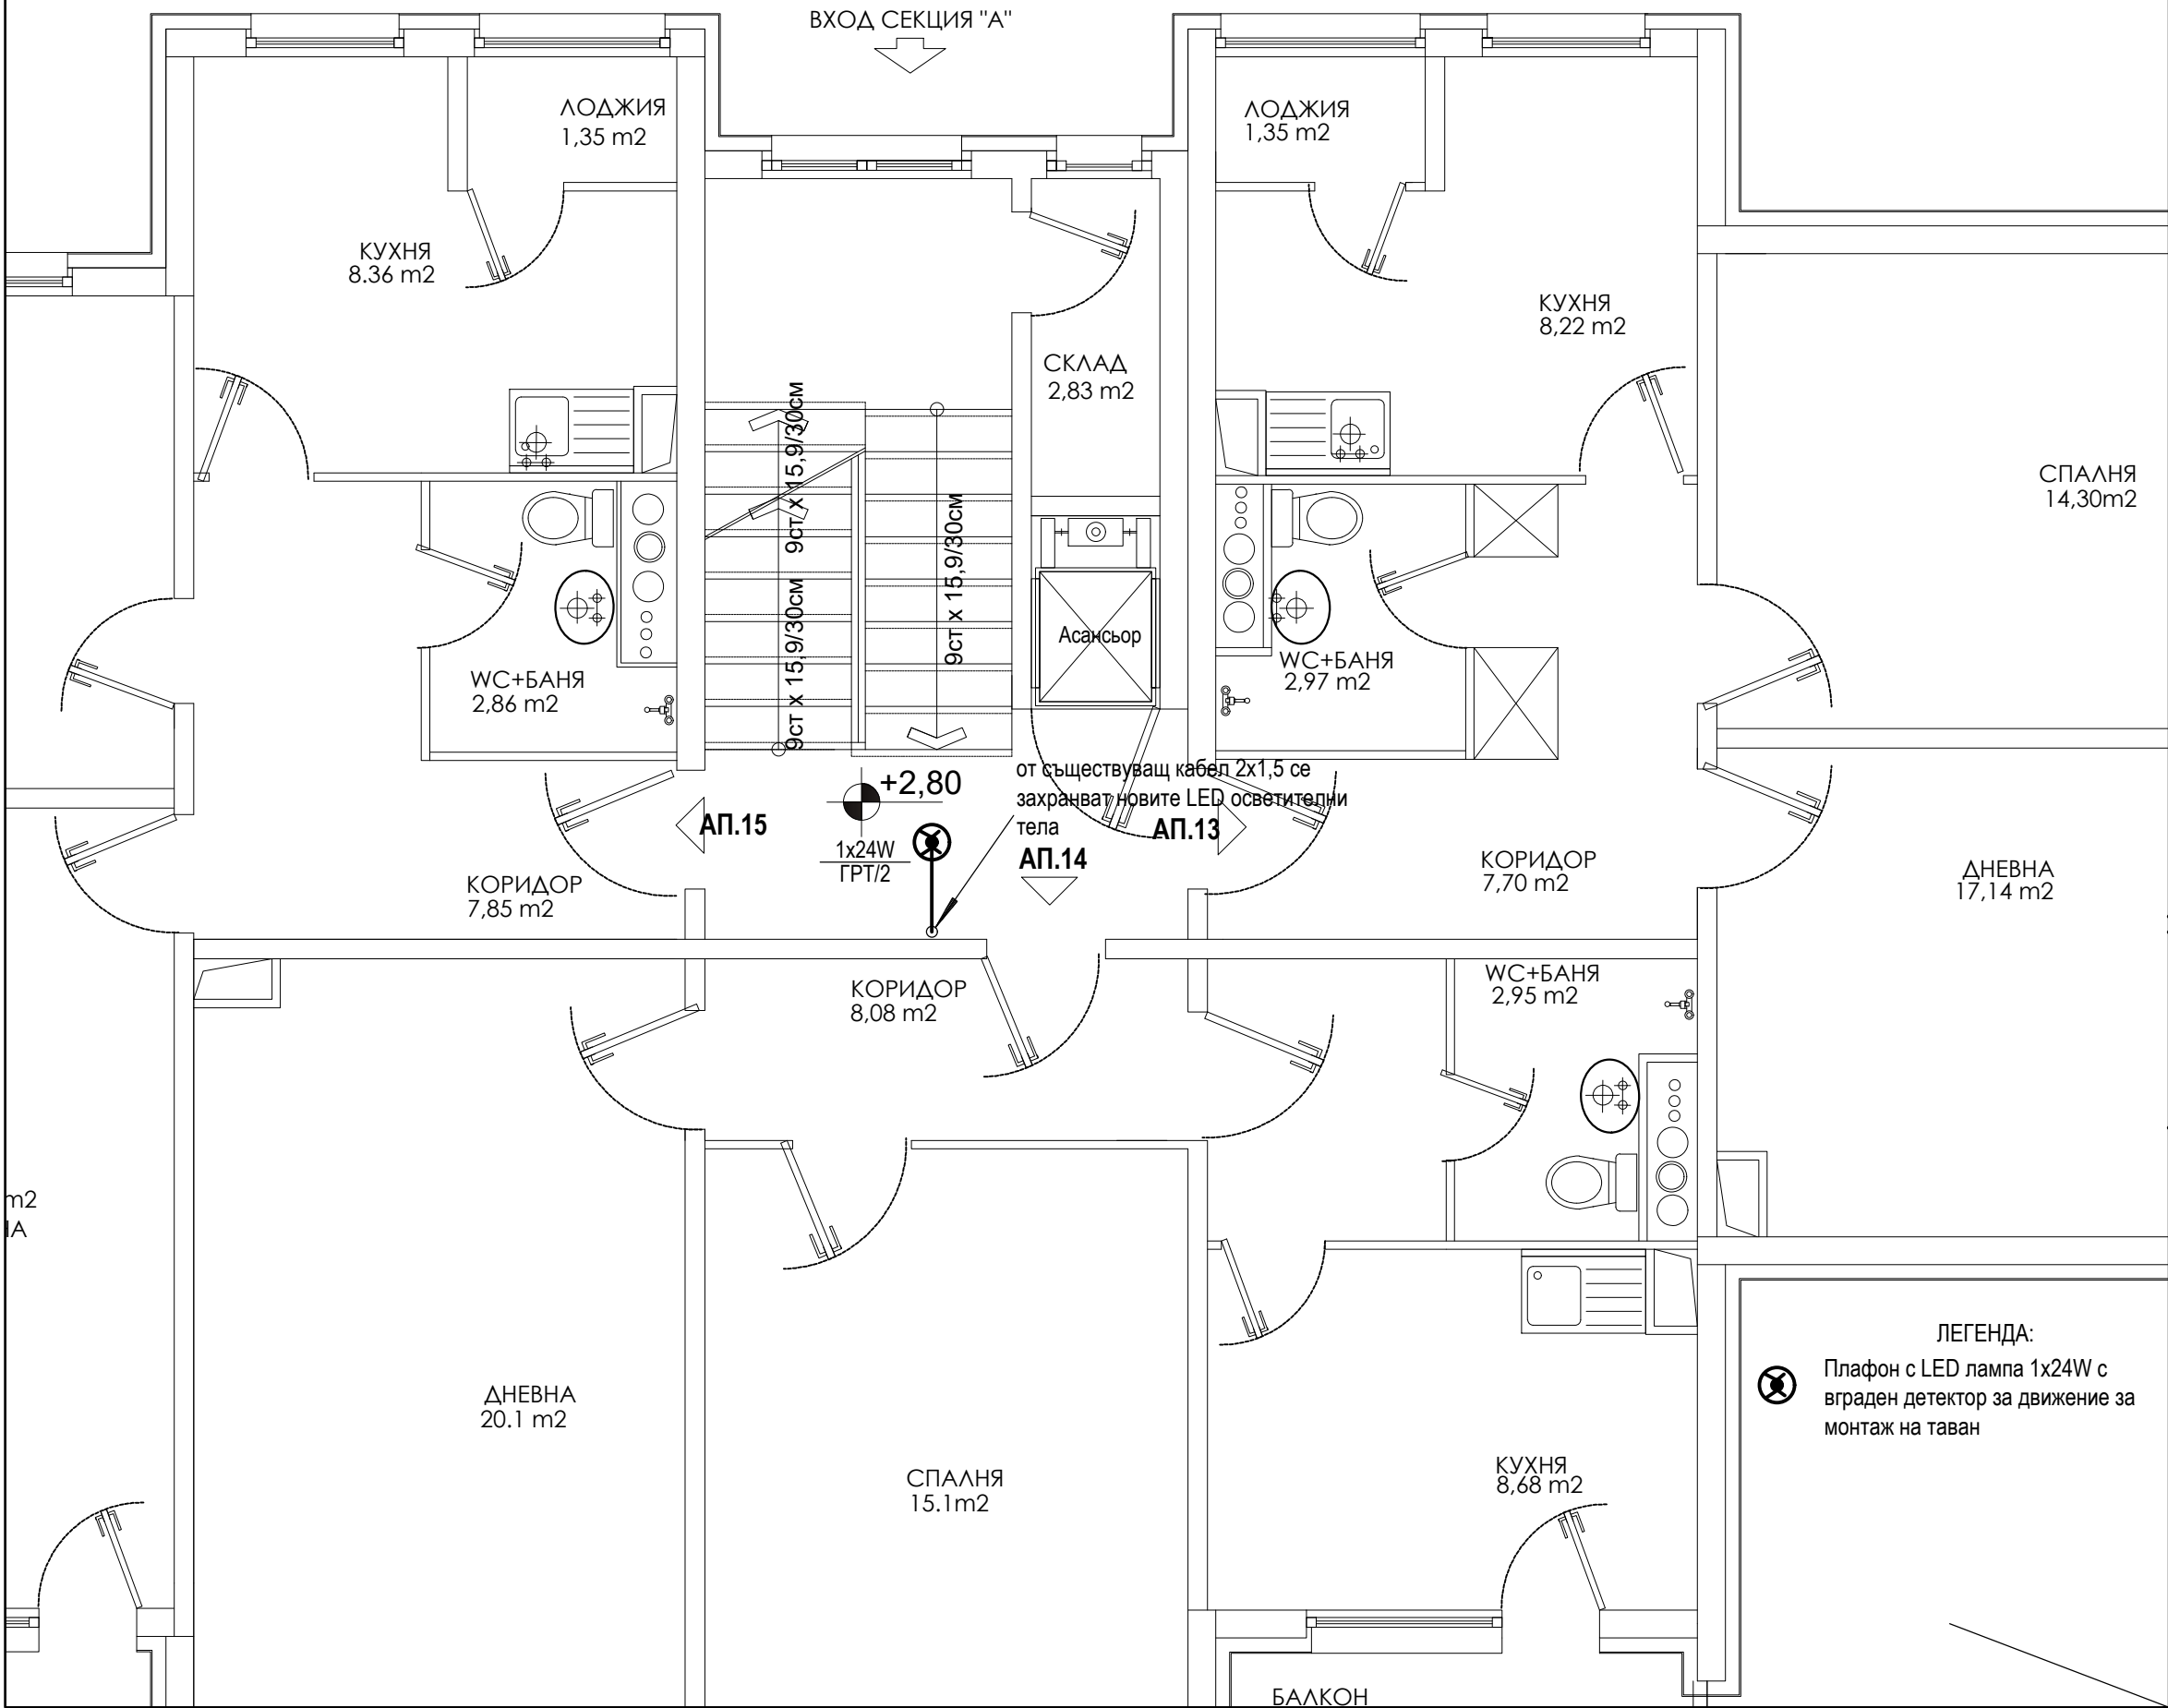 ВХОД СЕКЦИЯ "А"
ЛОДЖИЯ
1,35 m2
ЛОДЖИЯ
1,35 m2
КУХНЯ
8.36 m2
КУХНЯ
8,22 m2
СКЛАД
2,83 m2
СПАЛНЯ
14,30m2
9ст х 15,9/30см
9ст х 15,9/30см
9ст х 15,9/30см
Асансьор
WC+БАНЯ
2,86 m2
WC+БАНЯ
2,97 m2
+2,80
от съществуващ кабел 2х1,5 се
захранват новите LED осветителни
тела
АП.15
АП.13
АП.14
1x24W
ГРТ/2
КОРИДОР
7,85 m2
КОРИДОР
7,70 m2
ДНЕВНА
17,14 m2
КОРИДОР
8,08 m2
WC+БАНЯ
2,95 m2
m2
ДНЕВНА
20.1 m2
СПАЛНЯ
15.1m2
КУХНЯ
8,68 m2
ЛЕГЕНДА:
Плафон с LED лампа 1x24W с
вграден детектор за движение за
монтаж на таван
БАЛКОН